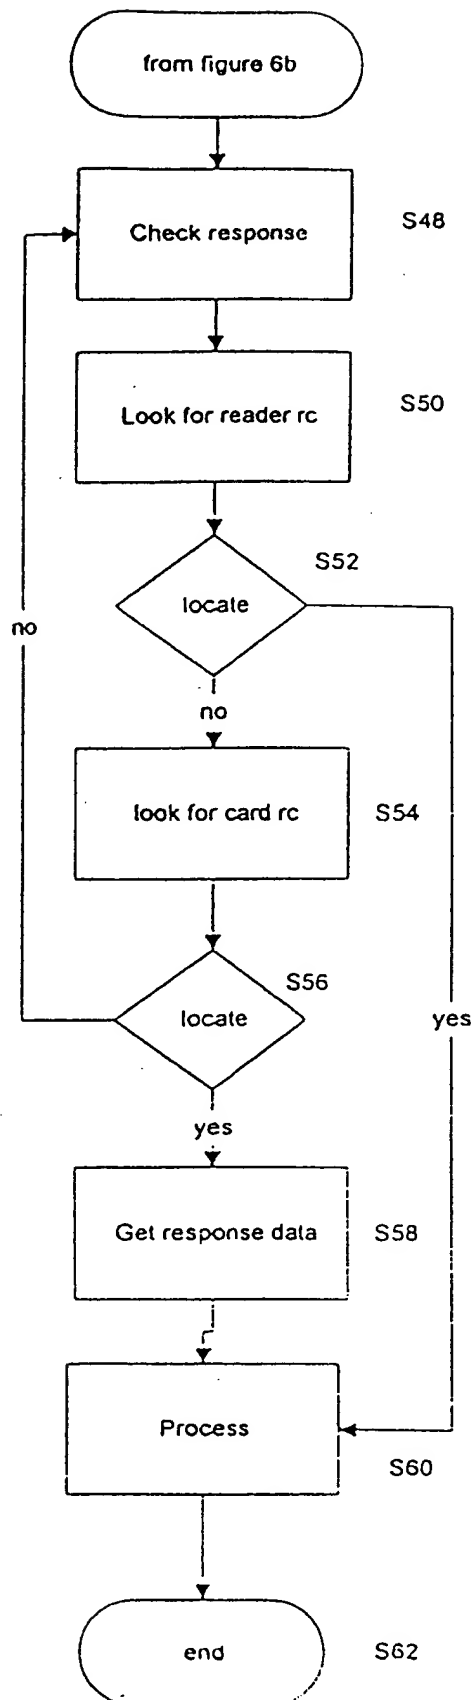 from figure 6b
Check response
S48
Look for reader rc
S50
S52
locate
no
no
look for card rc
S54
S56
locate
yes
yes
Get response data
S58
Process
S60
end
S62